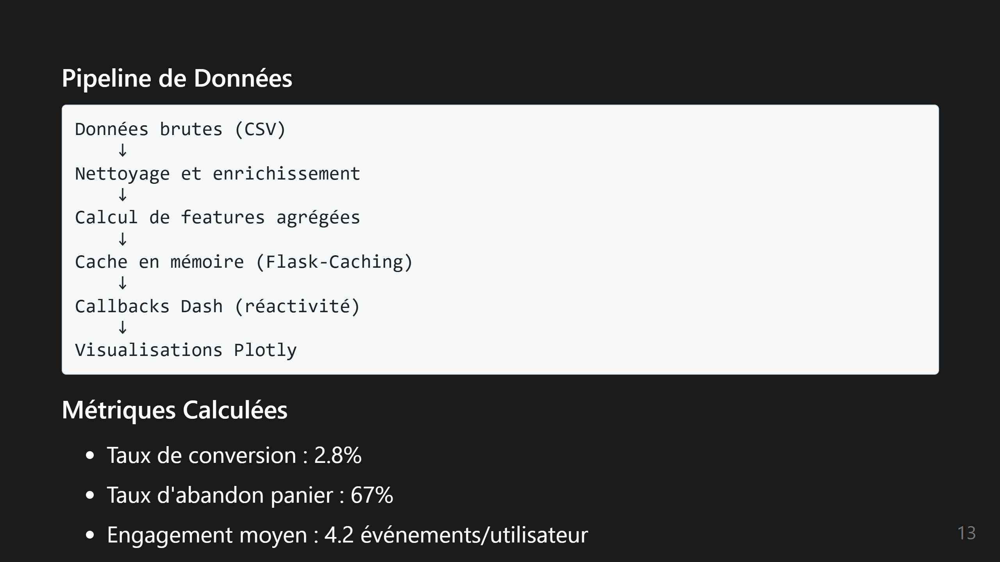 Pipeline de Données
Données brutes (CSV)
↓
Nettoyage et enrichissement
↓
Calcul de features agrégées
↓
Cache en mémoire (Flask-Caching)
↓
Callbacks Dash (réactivité)
↓
Visualisations Plotly
Métriques Calculées
• Taux de conversion : 2.8%
• Taux d'abandon panier : 67%
• Engagement moyen : 4.2 événements/utilisateur
13